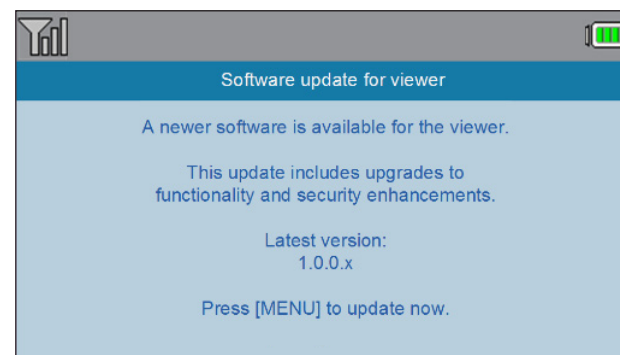 Software update for viewer
A newer software is available for the viewer.
This update includes upgrades to
functionality and security enhancements.
Latest version:
1.0.0.x
Press [MENU] to update now.